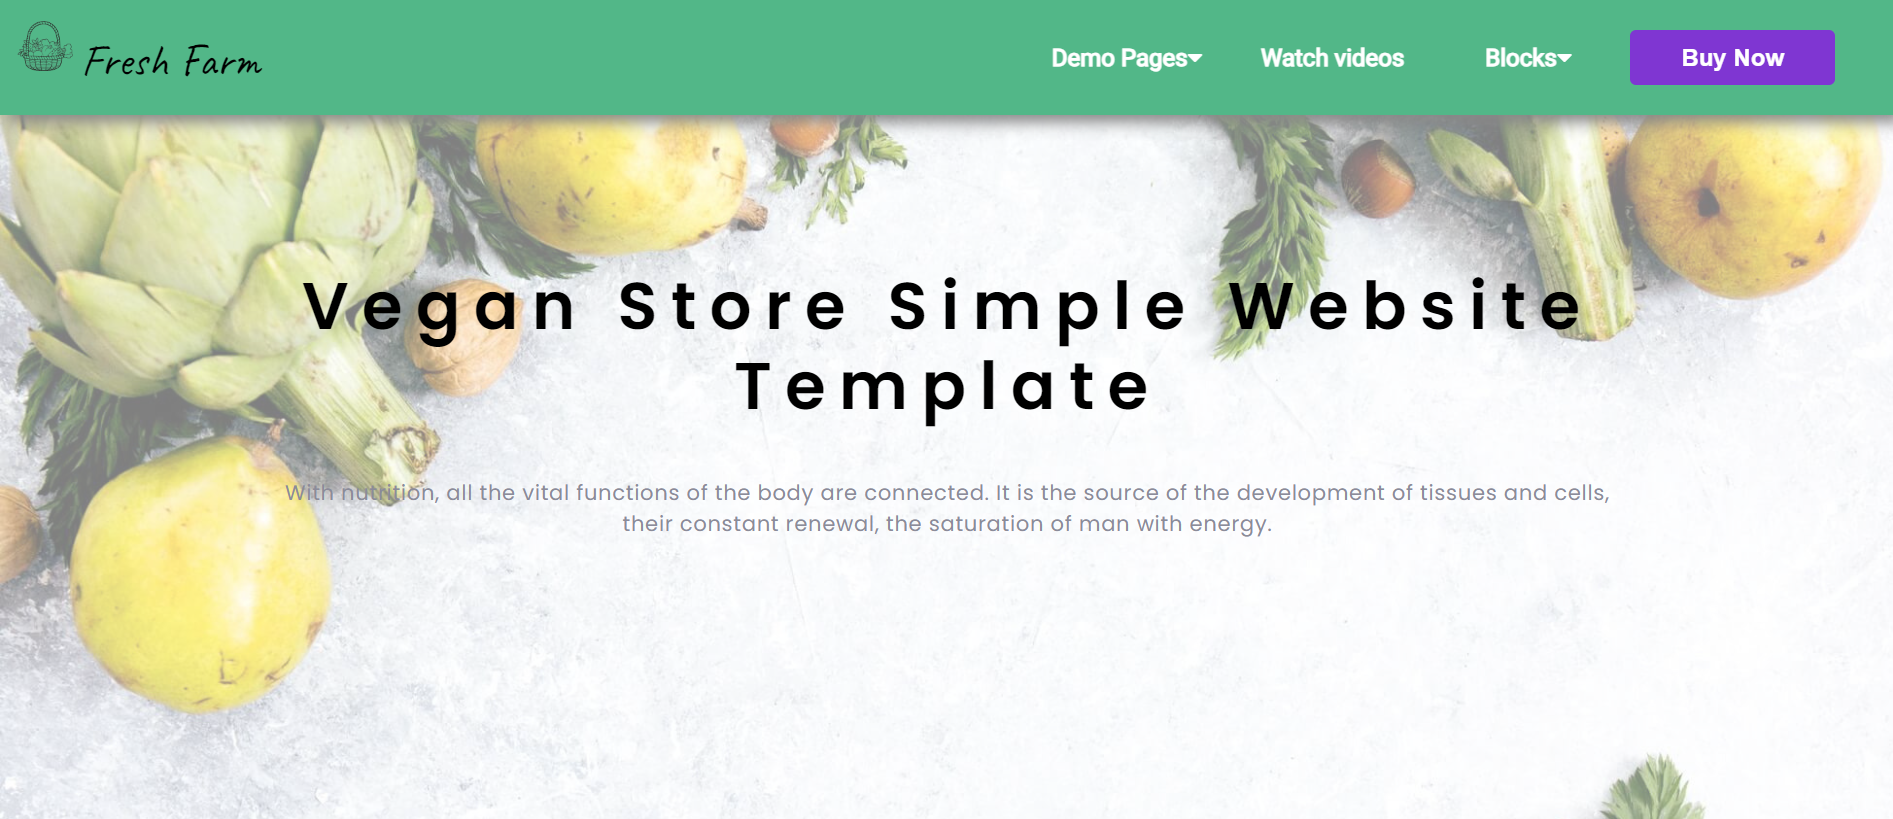 Fresh Farm
Demo Pages
Watch videos
Blocks
Buy Now
Vegan Store Simple Website
Template
With nutrition, all the vital functions of the body are connected. It is the source of the development of tissues and cells,
their constant renewal, the saturation of man with energy.